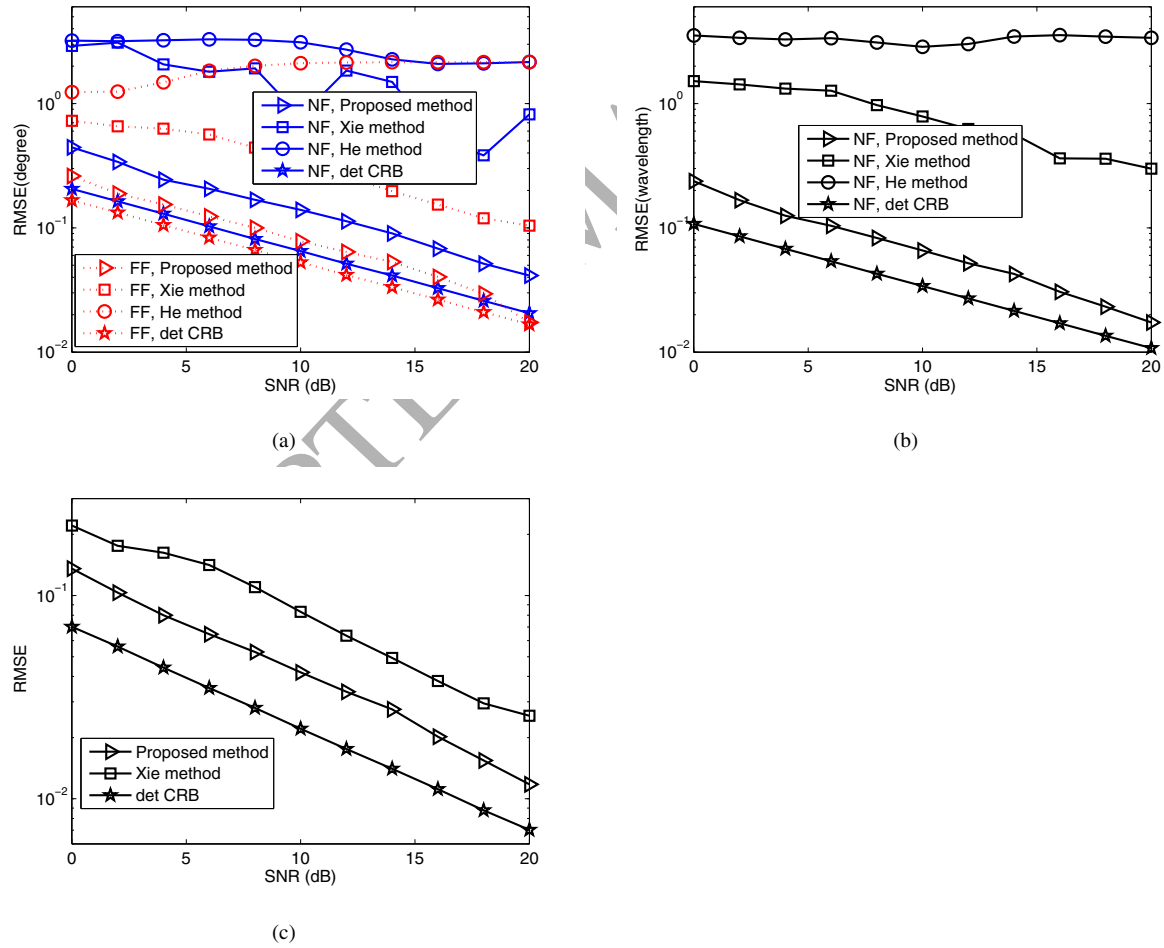 10^0
10^-1
10^-2
RMSE(degree)
NF, Proposed method
NF, Xie method
NF, He method
NF, det CRB
FF, Proposed method
FF, Xie method
FF, He method
FF, det CRB
0 5 10 15 20
SNR (dB)
(a)
10^0
10^-1
10^-2
RMSE(wavelength)
NF, Proposed method
NF, Xie method
NF, He method
NF, det CRB
0 5 10 15 20
SNR (dB)
(b)
10^-1
10^-2
RMSE
Proposed method
Xie method
det CRB
0 5 10 15 20
SNR (dB)
(c)